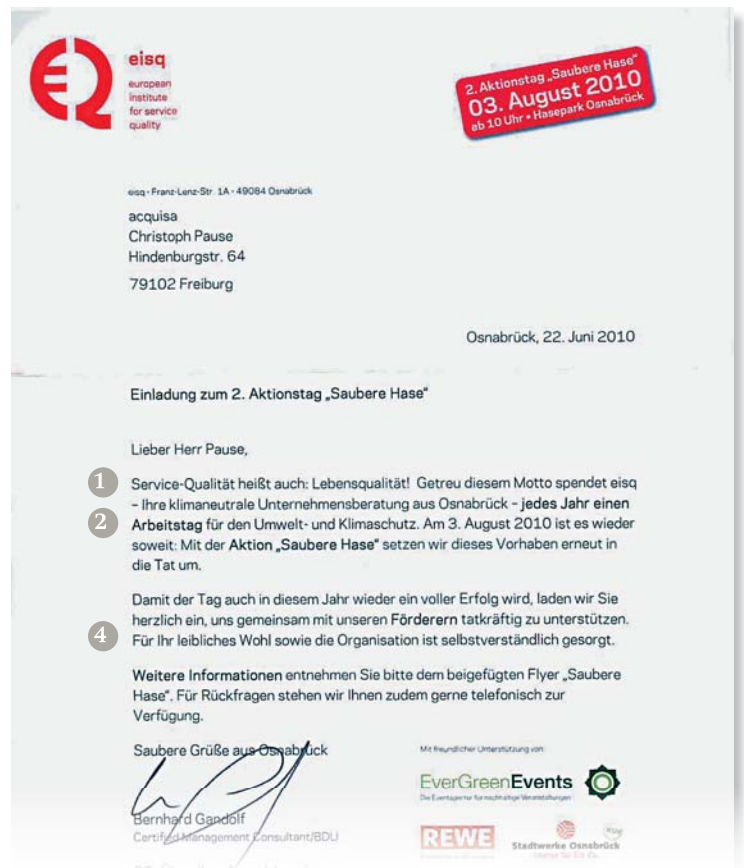 eisq
european
institute
for service
quality
2. Aktionstag „Saubere Hase“
03. August 2010
ab 10 Uhr • Hasepark Osnabrück
eisq • Franz-Lenz-Str. 1A • 49084 Osnabrück
acquisa
Christoph Pause
Hindenburgstr. 64
79102 Freiburg
Osnabrück, 22. Juni 2010
Einladung zum 2. Aktionstag „Saubere Hase“
Lieber Herr Pause,
1 Service-Qualität heißt auch: Lebensqualität! Getreu diesem Motto spendet eisq
– Ihre klimaneutrale Unternehmensberatung aus Osnabrück – jedes Jahr einen
2 Arbeitstag für den Umwelt- und Klimaschutz. Am 3. August 2010 ist es wieder
soweit: Mit der Aktion „Saubere Hase“ setzen wir dieses Vorhaben erneut in
die Tat um.
Damit der Tag auch in diesem Jahr wieder ein voller Erfolg wird, laden wir Sie
herzlich ein, uns gemeinsam mit unseren Förderern tatkräftig zu unterstützen.
4 Für Ihr leibliches Wohl sowie die Organisation ist selbstverständlich gesorgt.
Weitere Informationen entnehmen Sie bitte dem beigefügten Flyer „Saubere
Hase“. Für Rückfragen stehen wir Ihnen zudem gerne telefonisch zur
Verfügung.
Saubere Grüße aus Osnabrück
Bernhard Gandolf
Certified Management Consultant/BDU
Mit freundlicher Unterstützung von:
EverGreenEvents
Die Eventagentur für nachhaltige Veranstaltungen
REWE
Stadtwerke Osnabrück